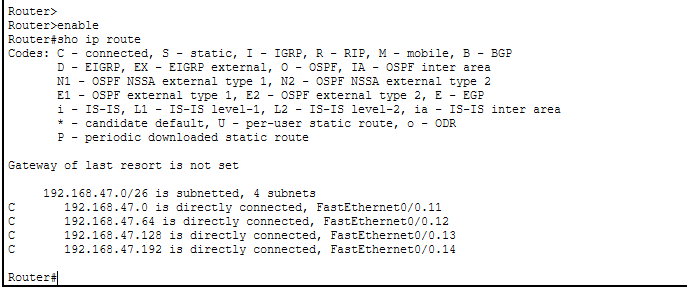 Router>
Router>enable
Router#sho ip route
Codes: C - connected, S - static, I - IGRP, R - RIP, M - mobile, B - BGP
       D - EIGRP, EX - EIGRP external, O - OSPF, IA - OSPF inter area
       N1 - OSPF NSSA external type 1, N2 - OSPF NSSA external type 2
       E1 - OSPF external type 1, E2 - OSPF external type 2, E - EGP
       i - IS-IS, L1 - IS-IS level-1, L2 - IS-IS level-2, ia - IS-IS inter area
       * - candidate default, U - per-user static route, o - ODR
       P - periodic downloaded static route
Gateway of last resort is not set
     192.168.47.0/26 is subnetted, 4 subnets
C       192.168.47.0 is directly connected, FastEthernet0/0.11
C       192.168.47.64 is directly connected, FastEthernet0/0.12
C       192.168.47.128 is directly connected, FastEthernet0/0.13
C       192.168.47.192 is directly connected, FastEthernet0/0.14
Router#